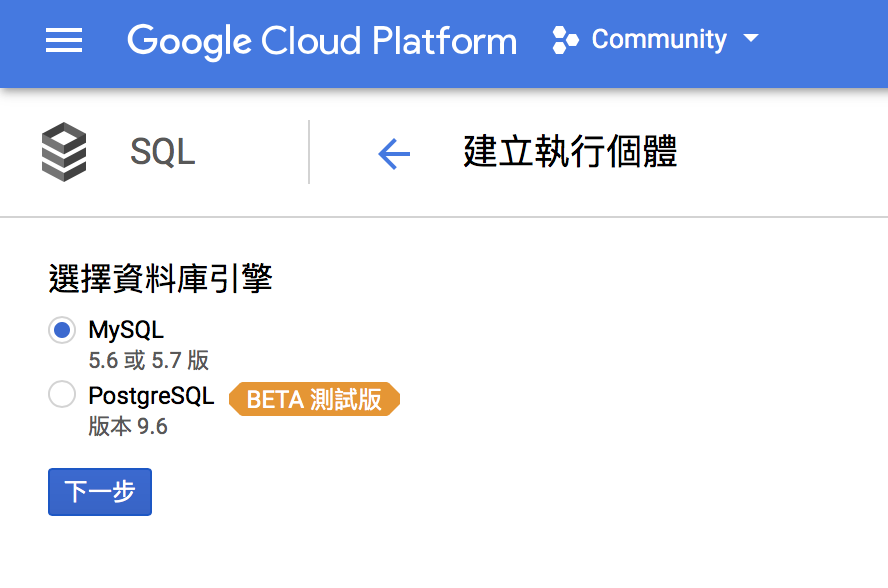 Google Cloud Platform Community
SQL 建立執行個體
選擇資料庫引擎
MySQL
5.6 或 5.7 版
PostgreSQL BETA 測試版
版本 9.6
下一步